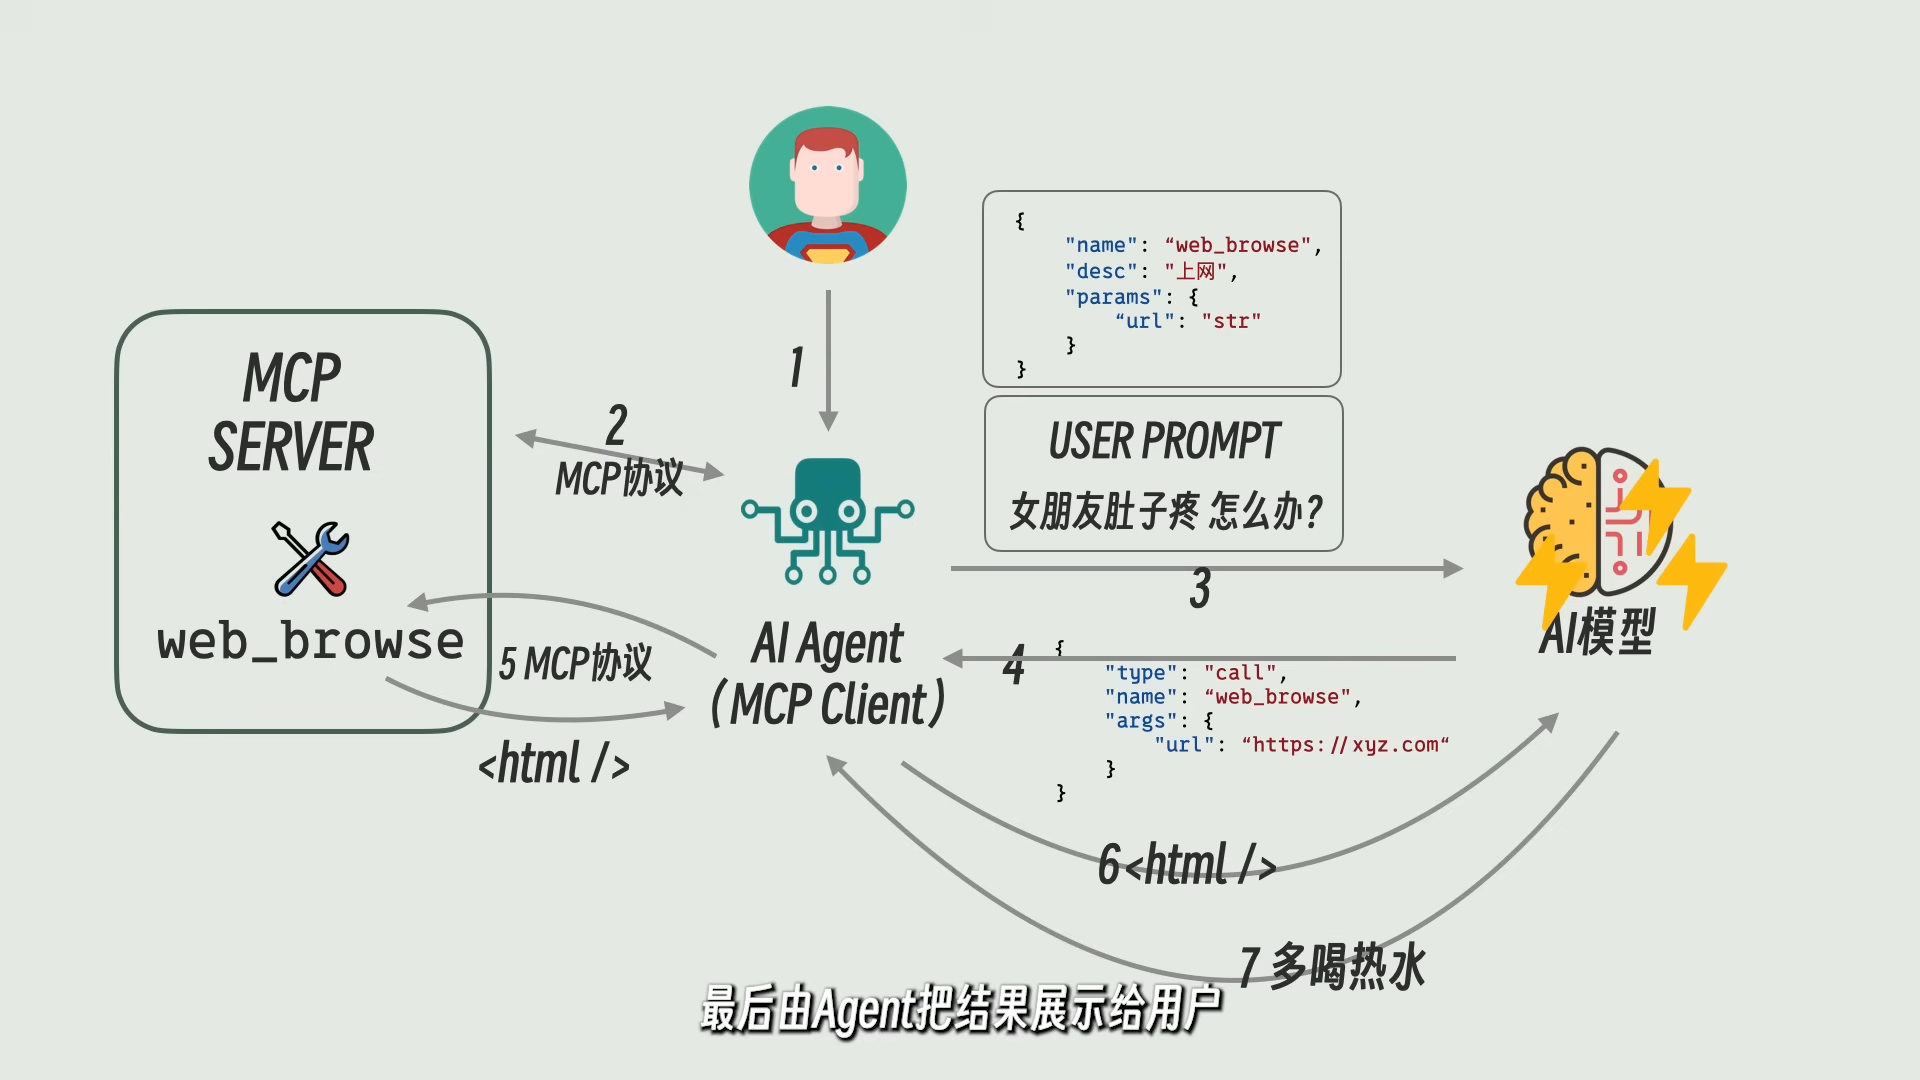 {
"name": “web_browse",
"desc": "上网",
"params": {
“url": "str"
}
}
1
MCP
SERVER
2
MCP协议
USER PROMPT
女朋友肚子疼 怎么办?
3
web_browse
5 MCP协议
<html />
AI Agent
(MCP Client)
AI模型
4
{
"type": "call",
"name": “web_browse",
"args": {
"url": “https://xyz.com“
}
}
6 <html />
7 多喝热水
最后由Agent把结果展示给用户